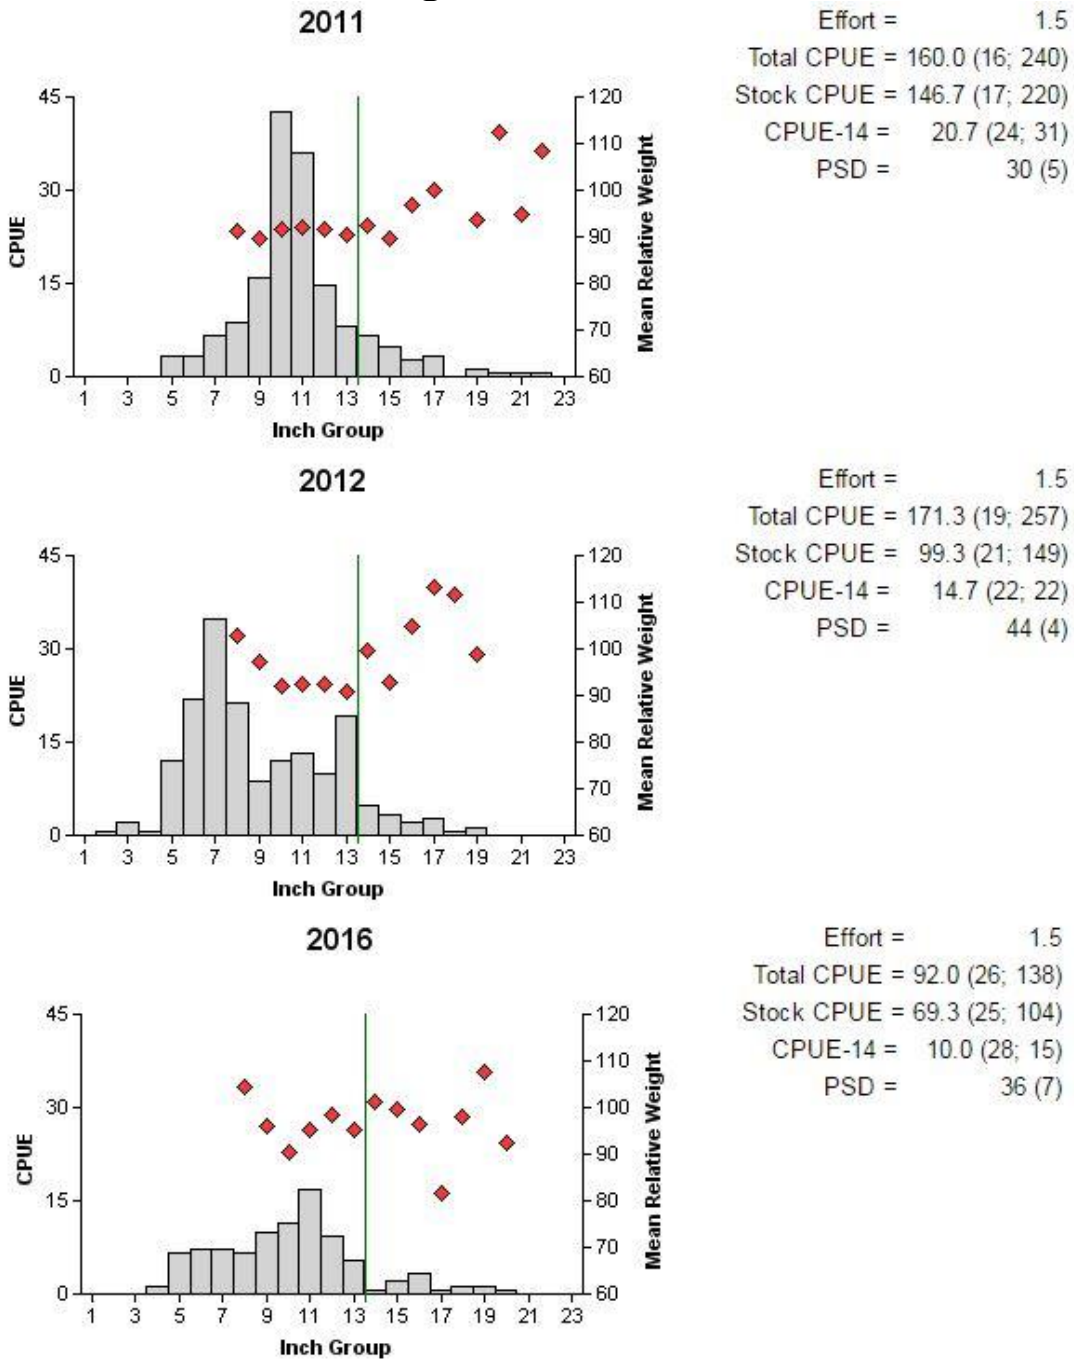 2011
Effort = 1.5
Total CPUE = 160.0 (16; 240)
Stock CPUE = 146.7 (17; 220)
CPUE-14 = 20.7 (24; 31)
PSD = 30 (5)
45 120
110
30 100
90
15 80
70
0 60
CPUE
Mean Relative Weight
1 3 5 7 9 11 13 15 17 19 21 23
Inch Group
2012
Effort = 1.5
Total CPUE = 171.3 (19; 257)
Stock CPUE = 99.3 (21; 149)
CPUE-14 = 14.7 (22; 22)
PSD = 44 (4)
45 120
110
30 100
90
15 80
70
0 60
CPUE
Mean Relative Weight
1 3 5 7 9 11 13 15 17 19 21 23
Inch Group
2016
Effort = 1.5
Total CPUE = 92.0 (26; 138)
Stock CPUE = 69.3 (25; 104)
CPUE-14 = 10.0 (28; 15)
PSD = 36 (7)
45 120
110
30 100
90
15 80
70
0 60
CPUE
Mean Relative Weight
1 3 5 7 9 11 13 15 17 19 21 23
Inch Group